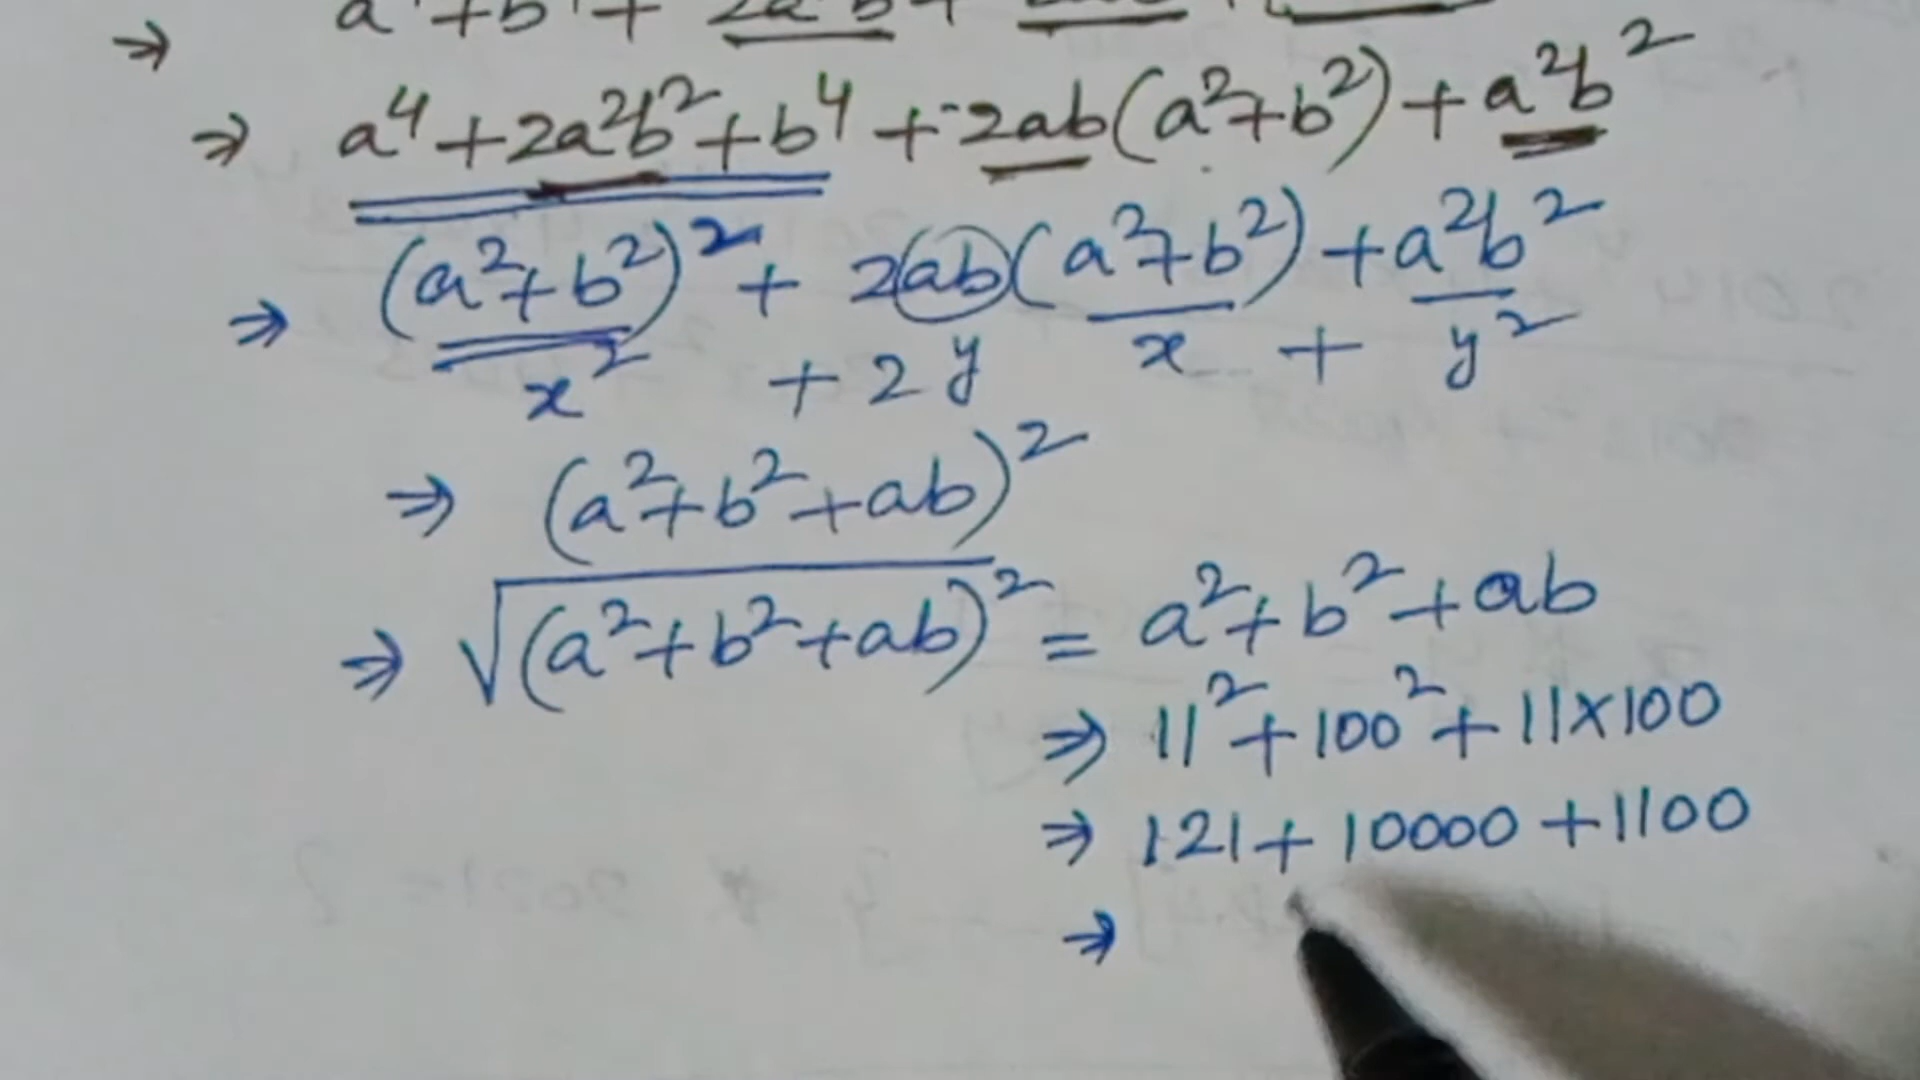 ⇒ a⁴ + 2a²b² + b⁴ + 2ab(a²+b²) + a²b²
⇒ (a²+b²)² + 2ab(a²+b²) + a²b²
x² + 2 y x + y²
⇒ (a²+b²+ab)²
⇒ √(a²+b²+ab)² = a²+b²+ab
⇒ 11²+100²+11×100
⇒ 121+10000+1100
⇒